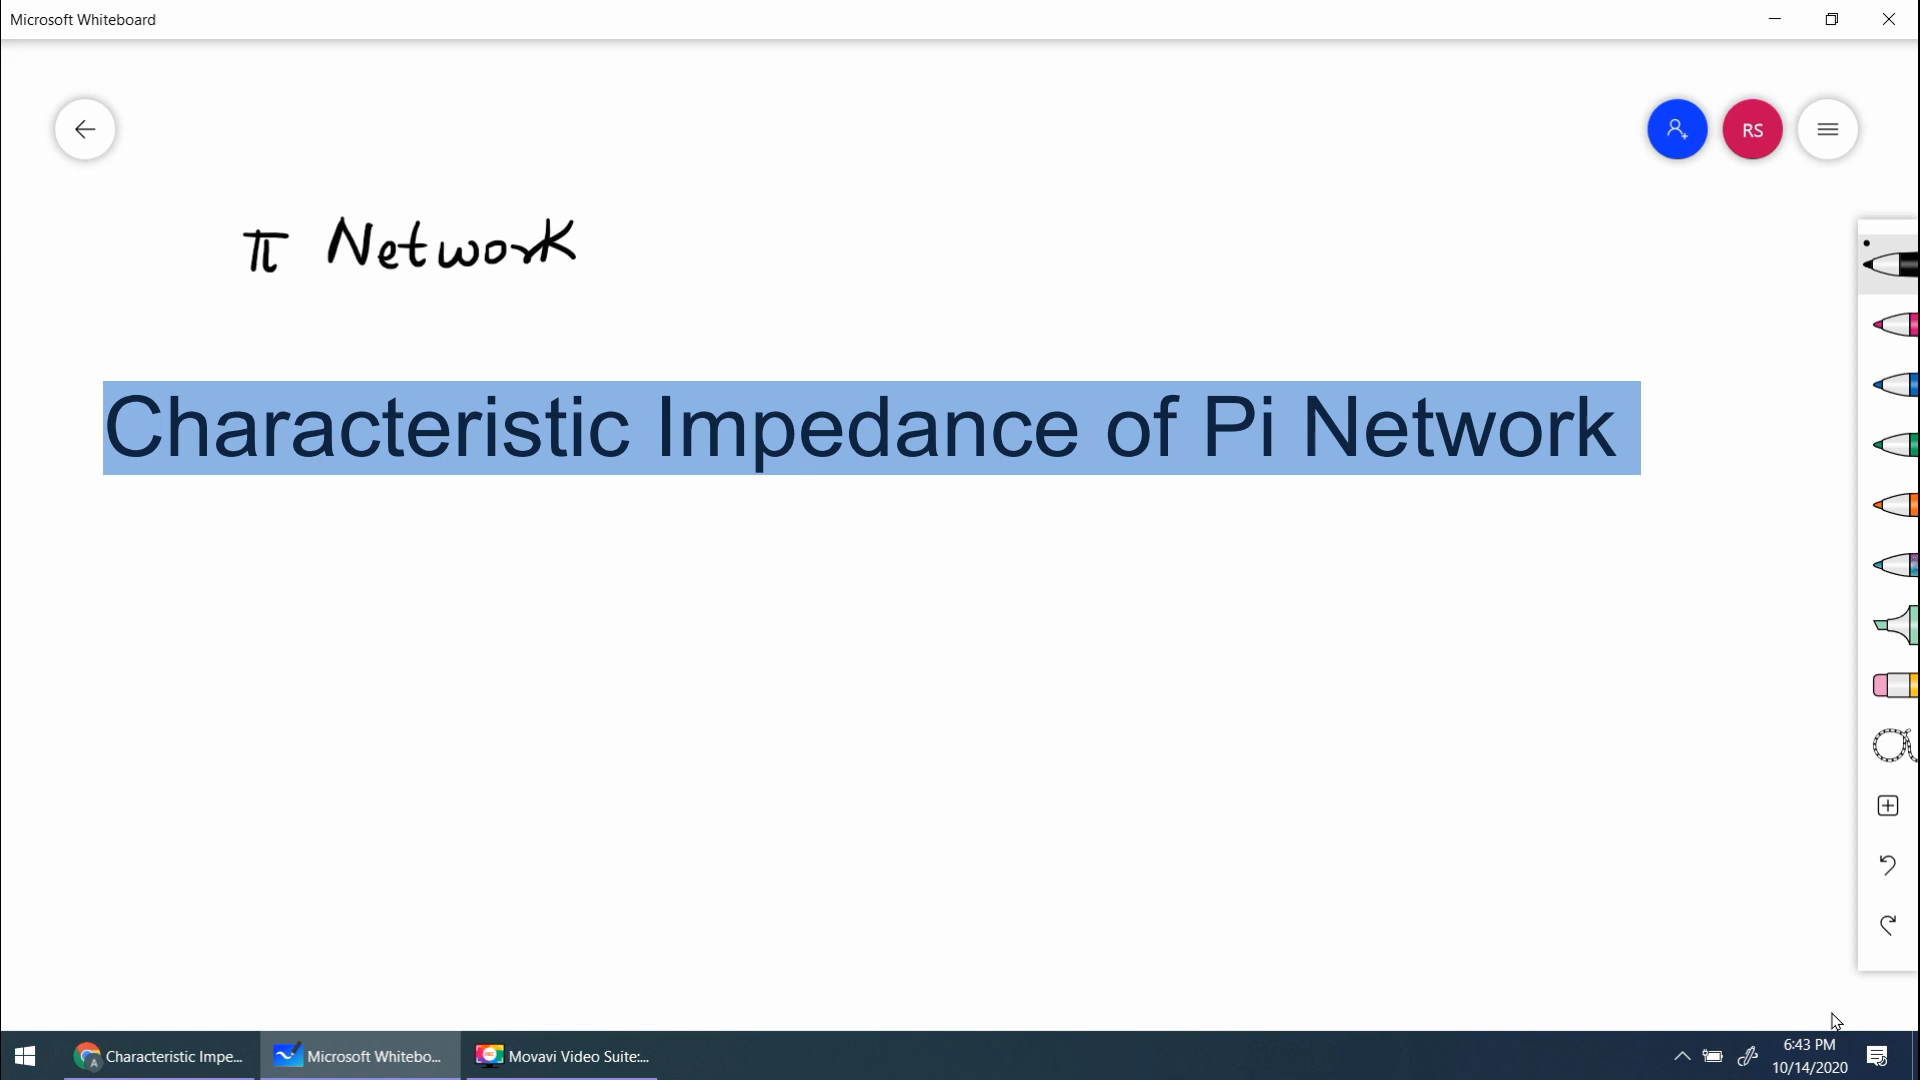 Microsoft Whiteboard
RS
π Network
Characteristic Impedance of Pi Network
Characteristic Impe...
Microsoft Whitebo...
Movavi Video Suite:...
6:43 PM
10/14/2020